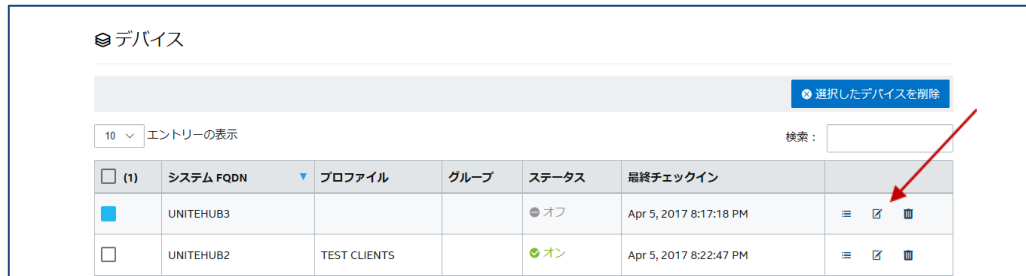 デバイス
選択したデバイスを削除
10 エントリーの表示 検索：
(1) システム FQDN プロファイル グループ ステータス 最終チェックイン
UNITEHUB3 オフ Apr 5, 2017 8:17:18 PM
UNITEHUB2 TEST CLIENTS オン Apr 5, 2017 8:22:47 PM